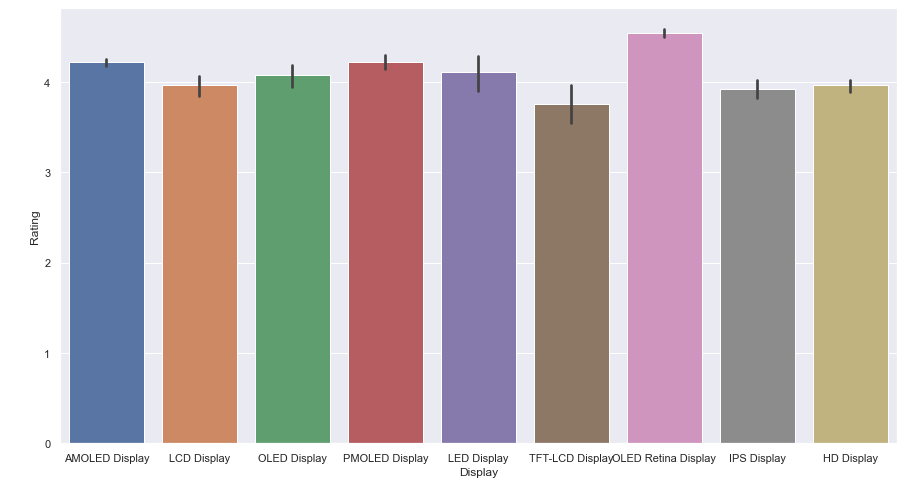 4
3
2
1
0
Rating
AMOLED Display LCD Display OLED Display PMOLED Display LED Display TFT-LCD Display OLED Retina Display IPS Display HD Display
Display